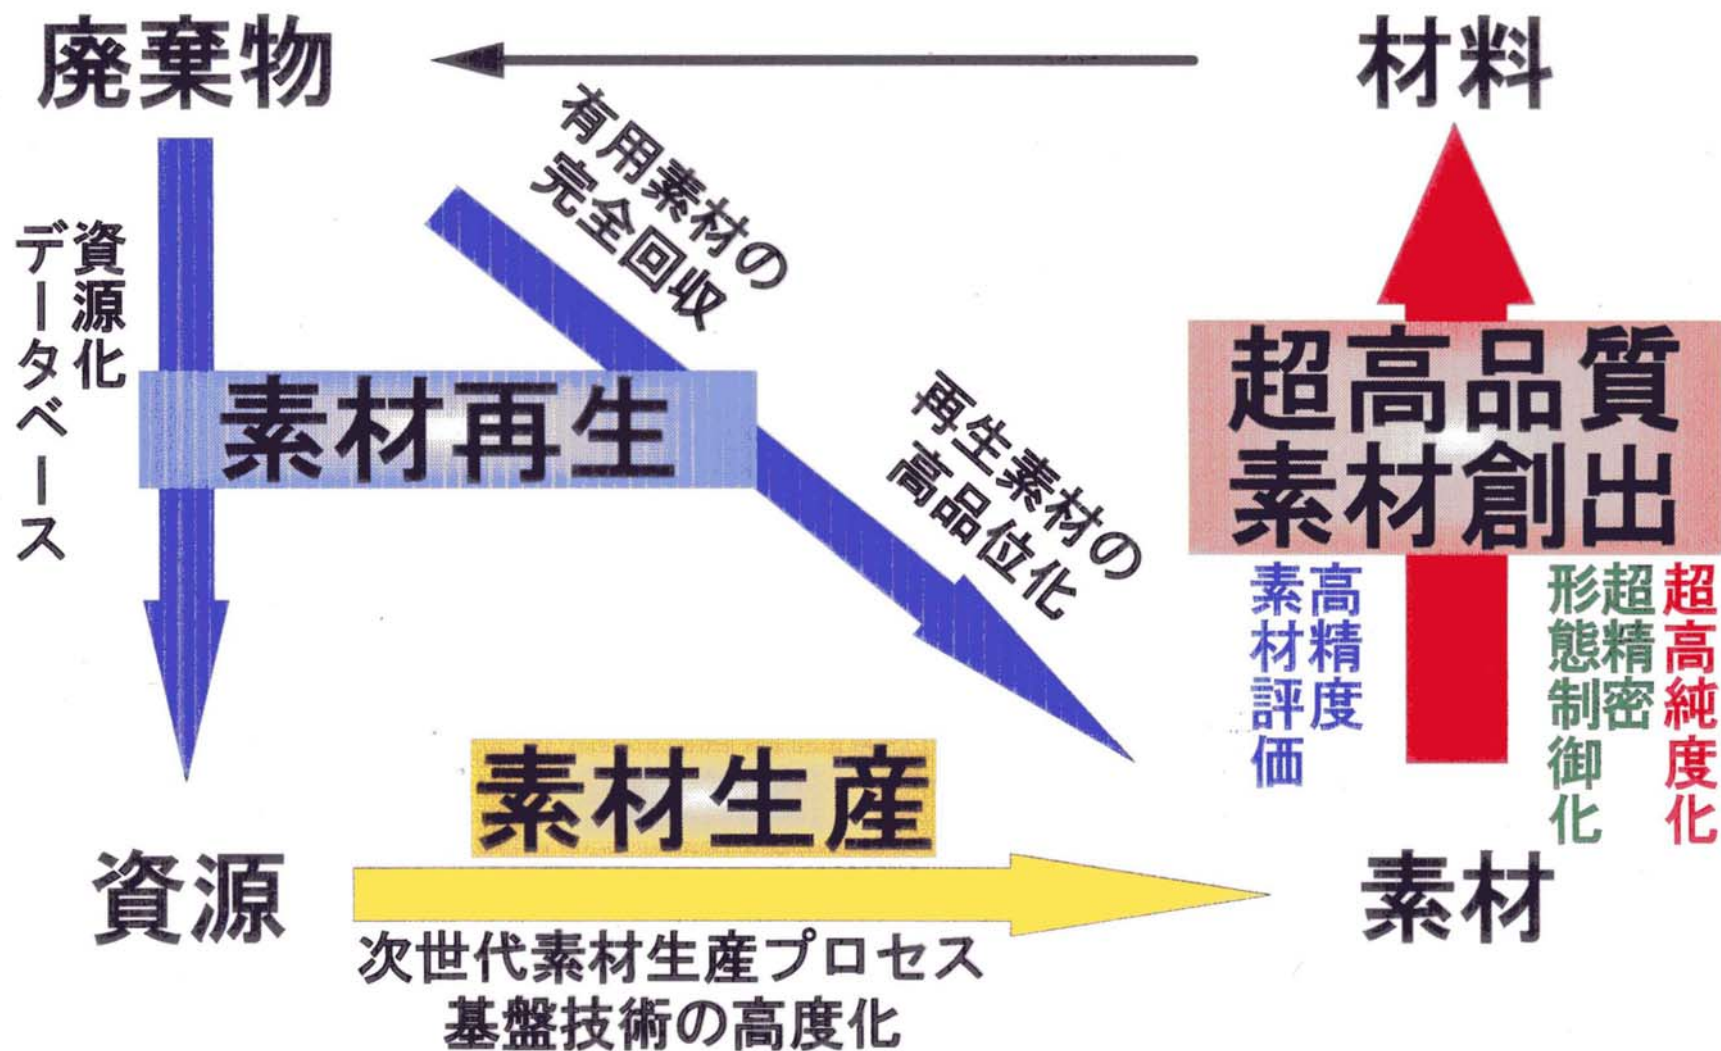 廃棄物
材料
有用素材の
完全回収
資源化
データベース
素材再生
再生素材の
高品位化
超高品質
素材創出
超高純度化
超精密
形態制御化
高精度
素材評価
素材生産
資源
素材
次世代素材生産プロセス
基盤技術の高度化